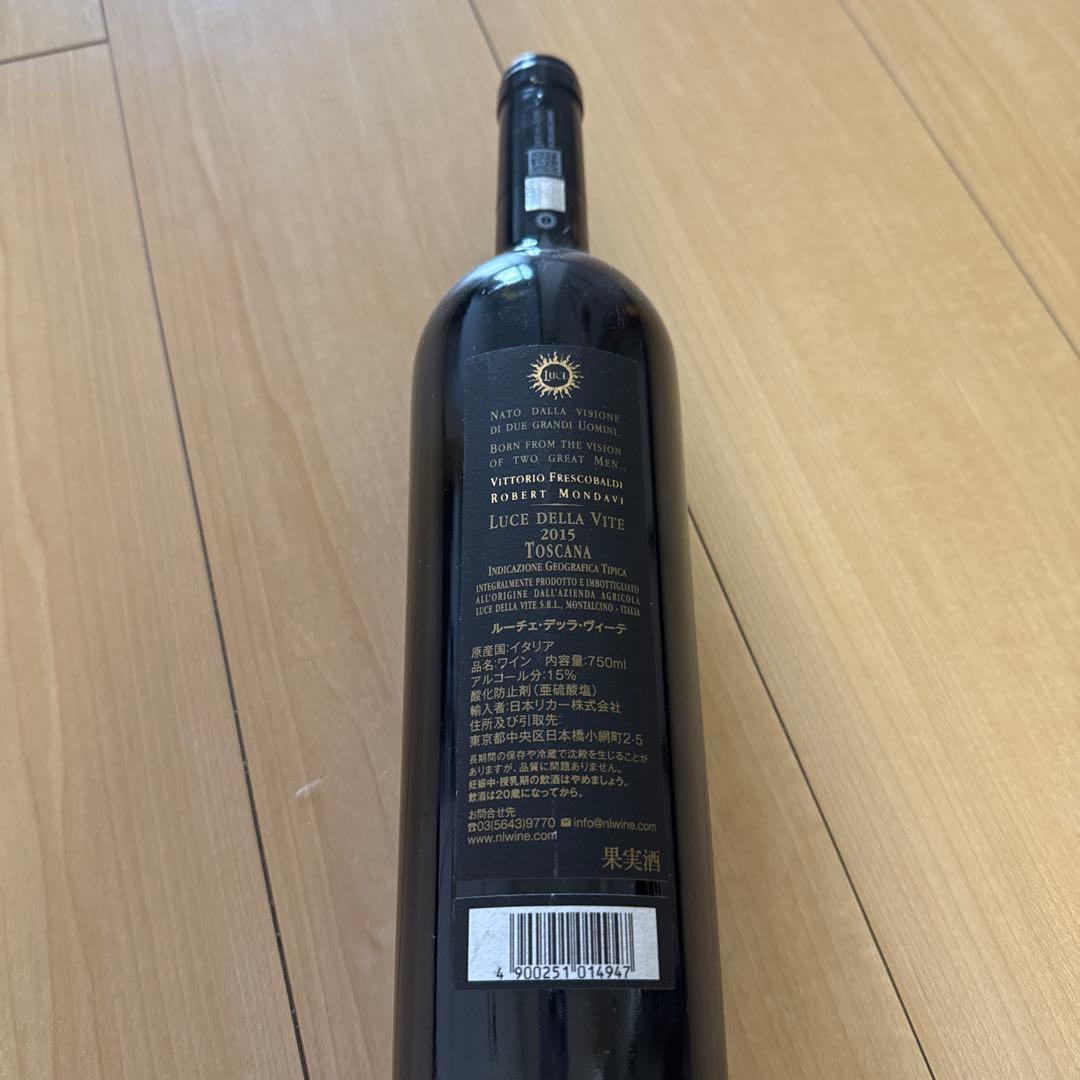 LUCE
NATO DALLA VISIONE
DI DUE GRANDI UOMINI.
BORN FROM THE VISION
OF TWO GREAT MEN.,
VITTORIO FRESCOBALDI
ROBERT MONDAVI
LUCE DELLA VITE
2015
TOSCANA
INDICAZIONE GEOGRAFICA TIPICA
INTEGRALMENTE PRODOTTO E IMBOTTIGLIATO
ALL'ORIGINE DALL'AZIENDA AGRICOLA
LUCE DELLA VITE S.R.L., MONTALCINO - ITALIA
ルーチェ・デッラ・ヴィーテ
原産国:イタリア
品名:ワイン 内容量:750ml
アルコール分:15%
酸化防止剤(亜硫酸塩)
輸入者:日本リカー株式会社
住所及び引取先:
東京都中央区日本橋小網町2-5
長期間の保存や冷蔵で沈殿を生じることが
ありますが、品質に問題ありません。
妊娠中・授乳期の飲酒はやめましょう。
飲酒は20歳になってから。
お問合せ先
☎03(5643)9770 ✉info@nlwine.com
www.nlwine.com
果実酒
4 900251 014947